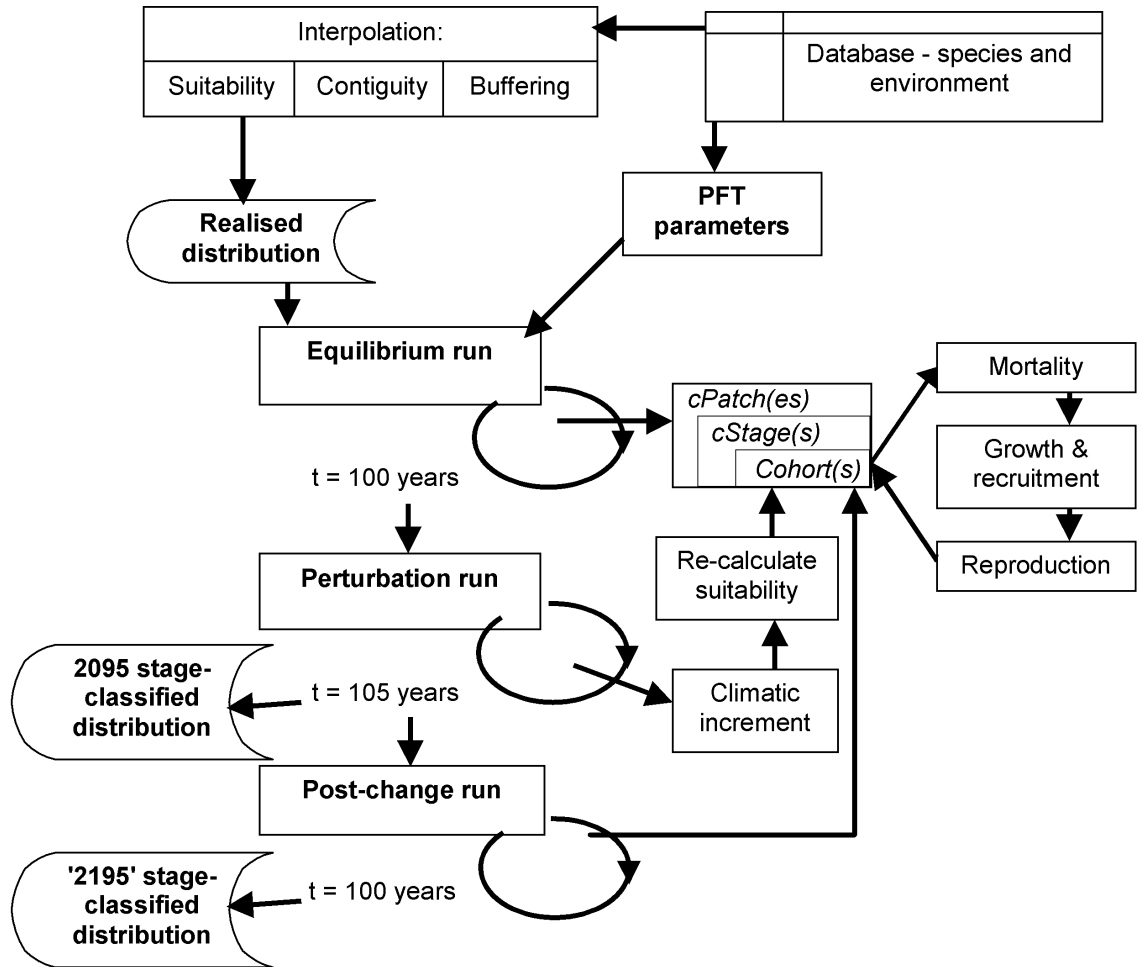 Interpolation:
Suitability
Contiguity
Buffering
Database - species and
environment
Realised
distribution
PFT
parameters
Equilibrium run
cPatch(es)
cStage(s)
Cohort(s)
Mortality
Growth &
recruitment
Reproduction
t = 100 years
Perturbation run
Re-calculate
suitability
2095 stage-
classified
distribution
t = 105 years
Climatic
increment
Post-change run
'2195' stage-
classified
distribution
t = 100 years